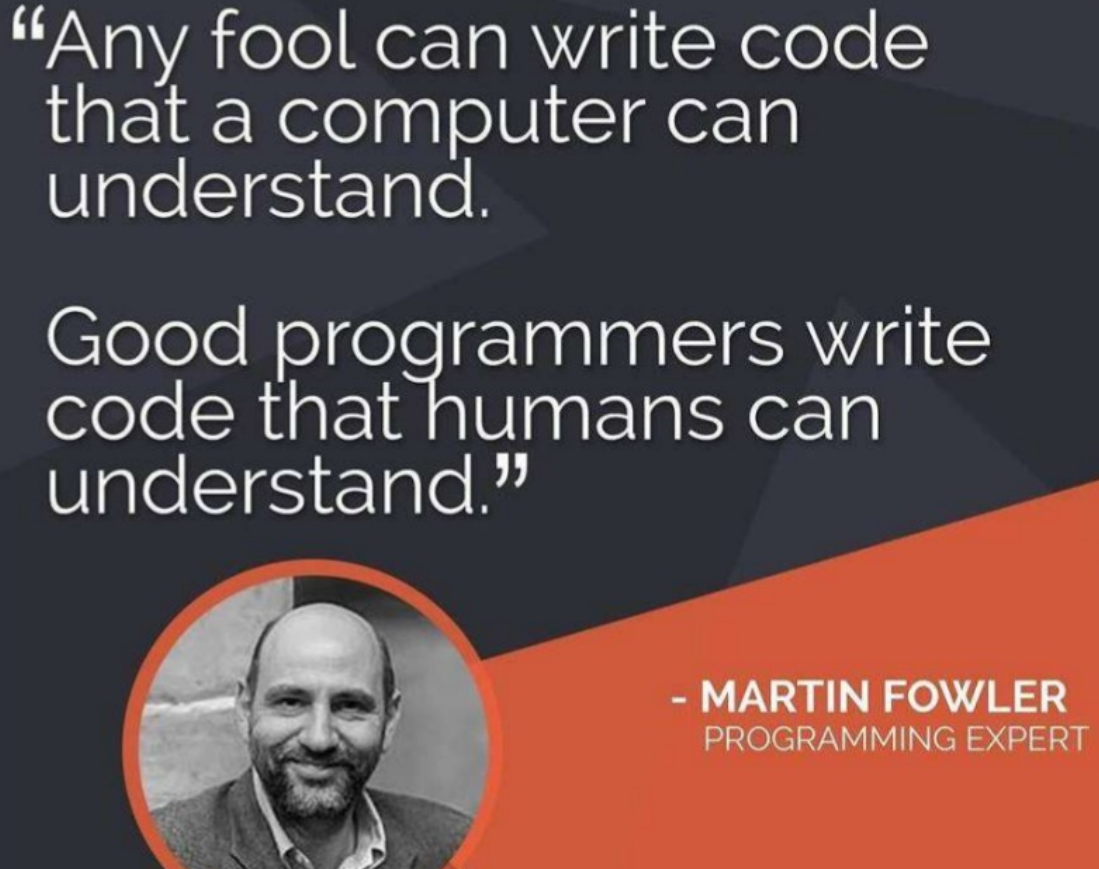 “Any fool can write code
that a computer can
understand.
Good programmers write
code that humans can
understand.”
- MARTIN FOWLER
PROGRAMMING EXPERT